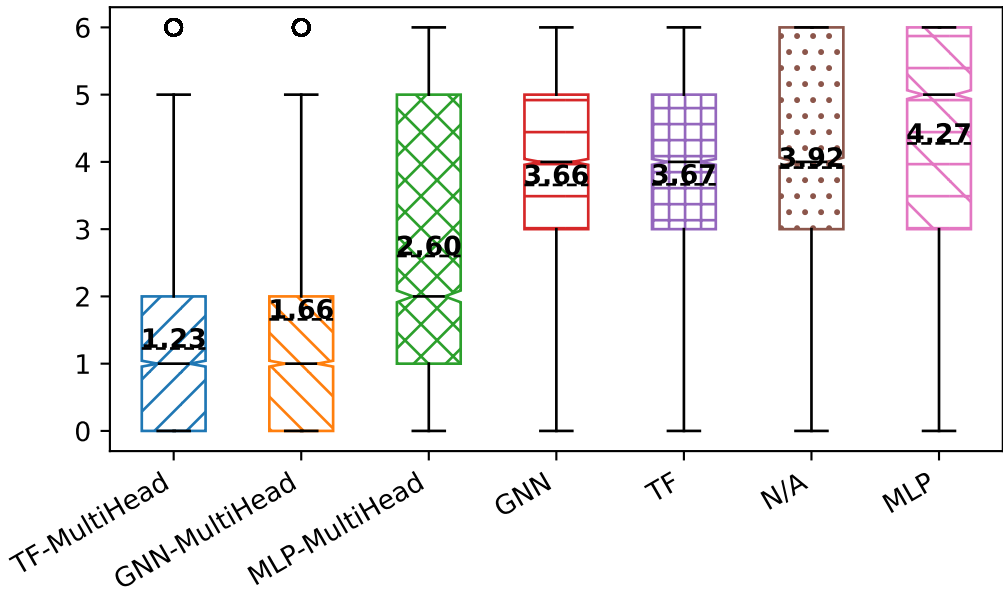 6
5
4
3
2
1
0
1.23
1.66
2.60
3.66
3.67
3.92
4.27
TF-MultiHead
GNN-MultiHead
MLP-MultiHead
GNN
TF
N/A
MLP